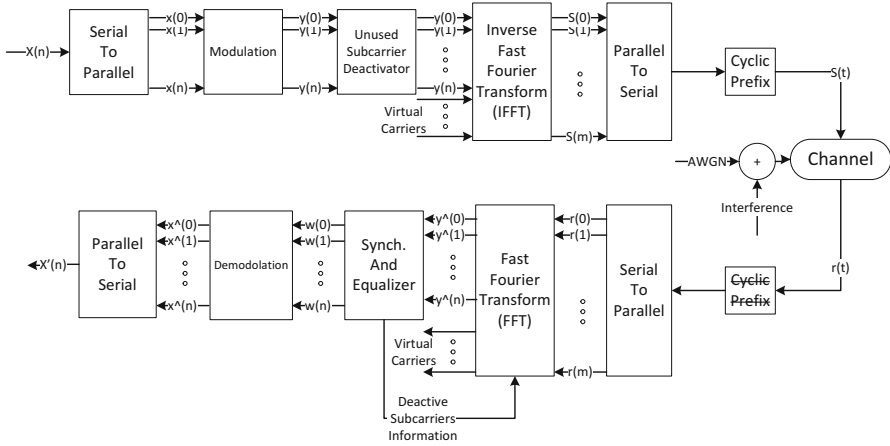 X(n)
Serial
To
Parallel
x(0)
x(1)
x(n)
Modulation
y(0)
y(1)
y(n)
Unused
Subcarrier
Deactivator
y(0)
y(1)
y(n)
Virtual
Carriers
Inverse
Fast
Fourier
Transform
(IFFT)
S(0)
S(1)
S(m)
Parallel
To
Serial
Cyclic
Prefix
S(t)
AWGN
+
Channel
Interference
r(t)
Cyclic
Prefix
Serial
To
Parallel
r(0)
r(1)
r(m)
Fast
Fourier
Transform
(FFT)
y^(0)
y^(1)
y^(n)
Virtual
Carriers
Synch.
And
Equalizer
w(0)
w(1)
w(n)
Demodolation
x^(0)
x^(1)
x^(n)
Parallel
To
Serial
X'(n)
Deactive
Subcarriers
Information